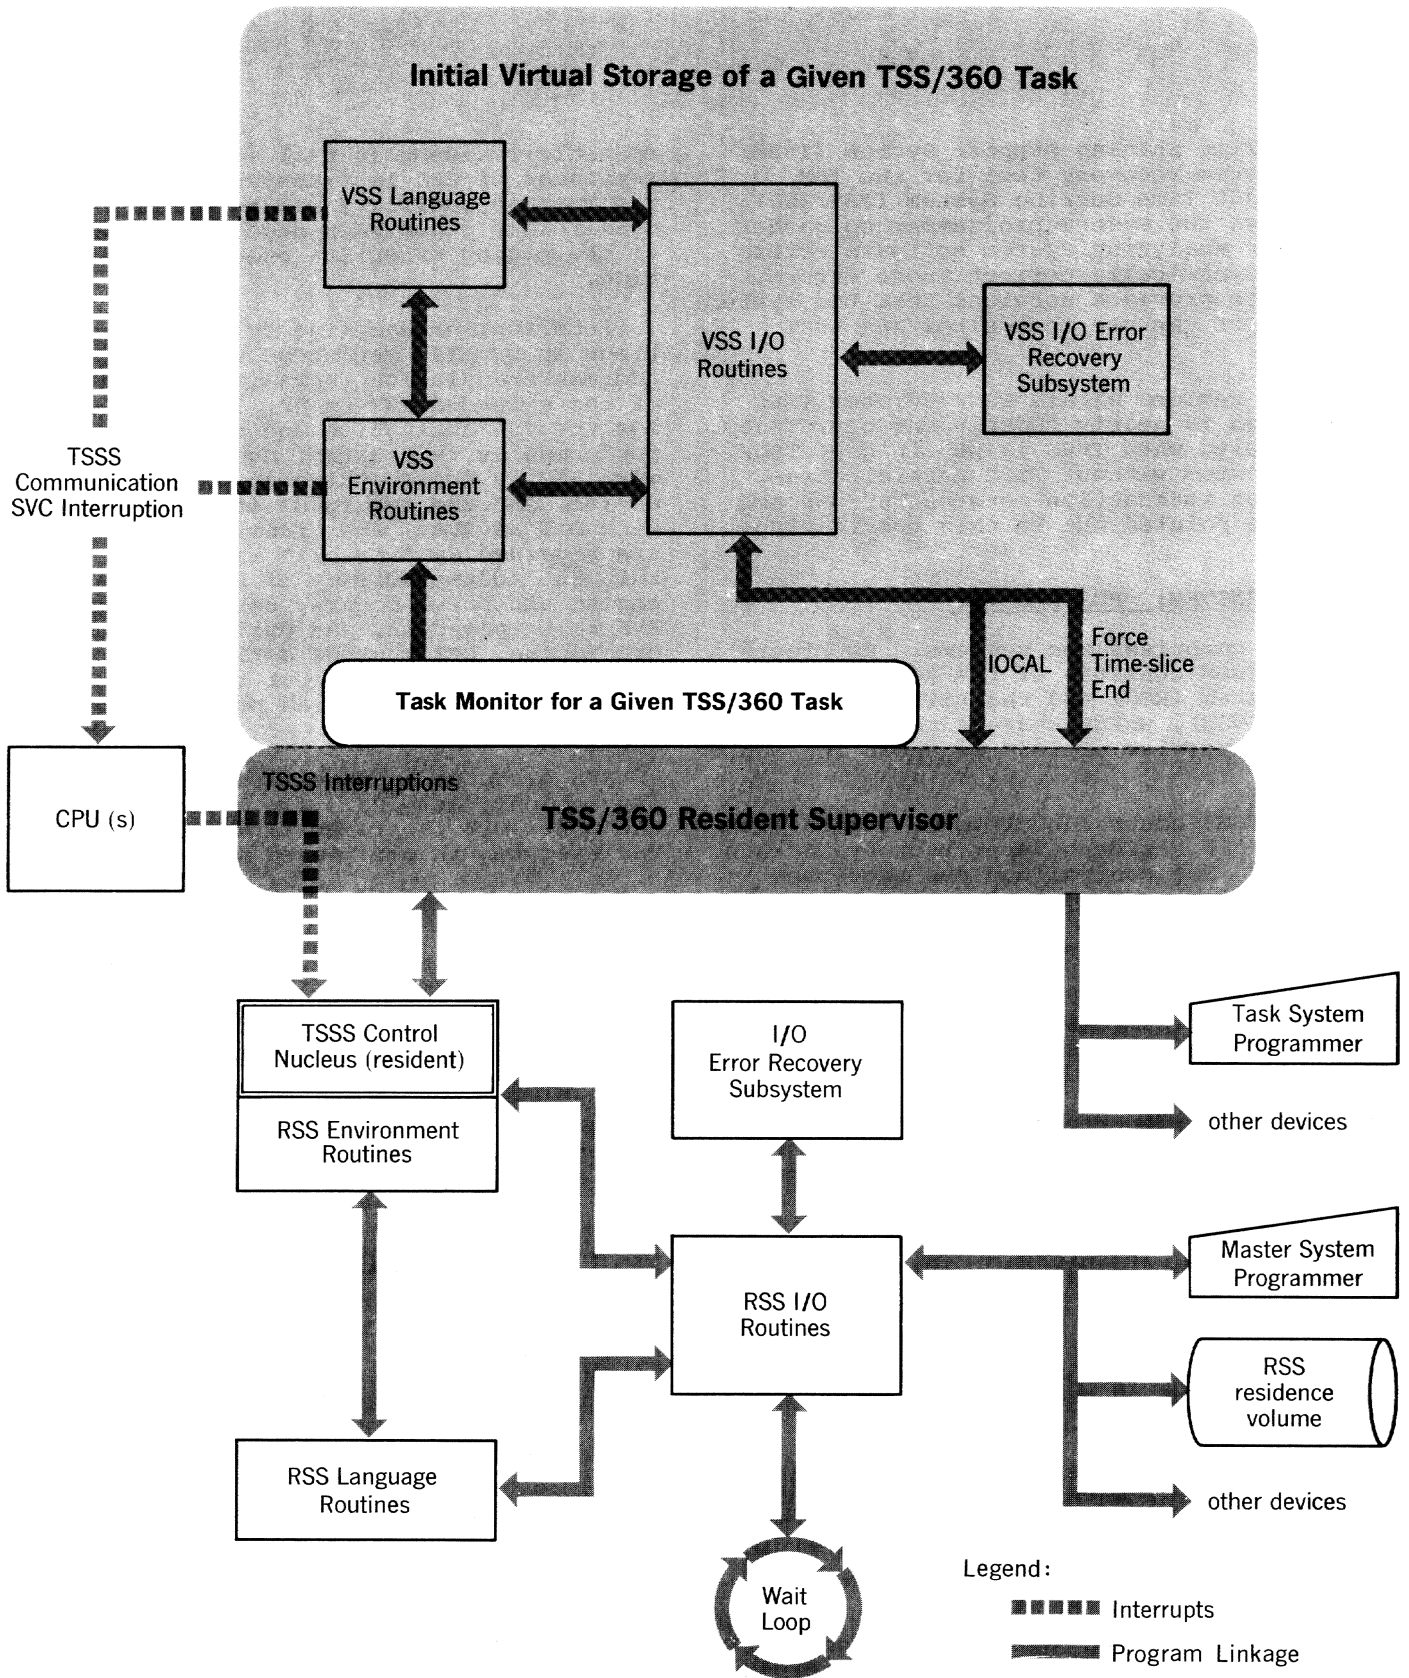 Initial Virtual Storage of a Given TSS/360 Task
VSS Language
Routines
VSS I/O
Routines
VSS I/O Error
Recovery
Subsystem
TSSS
Communication
SVC Interruption
VSS
Environment
Routines
IOCAL
Force
Time-slice
End
Task Monitor for a Given TSS/360 Task
CPU (s)
TSSS Interruptions
TSS/360 Resident Supervisor
TSSS Control
Nucleus (resident)
RSS Environment
Routines
I/O
Error Recovery
Subsystem
Task System
Programmer
other devices
RSS I/O
Routines
Master System
Programmer
RSS
residence
volume
other devices
RSS Language
Routines
Wait
Loop
Legend:
Interrupts
Program Linkage